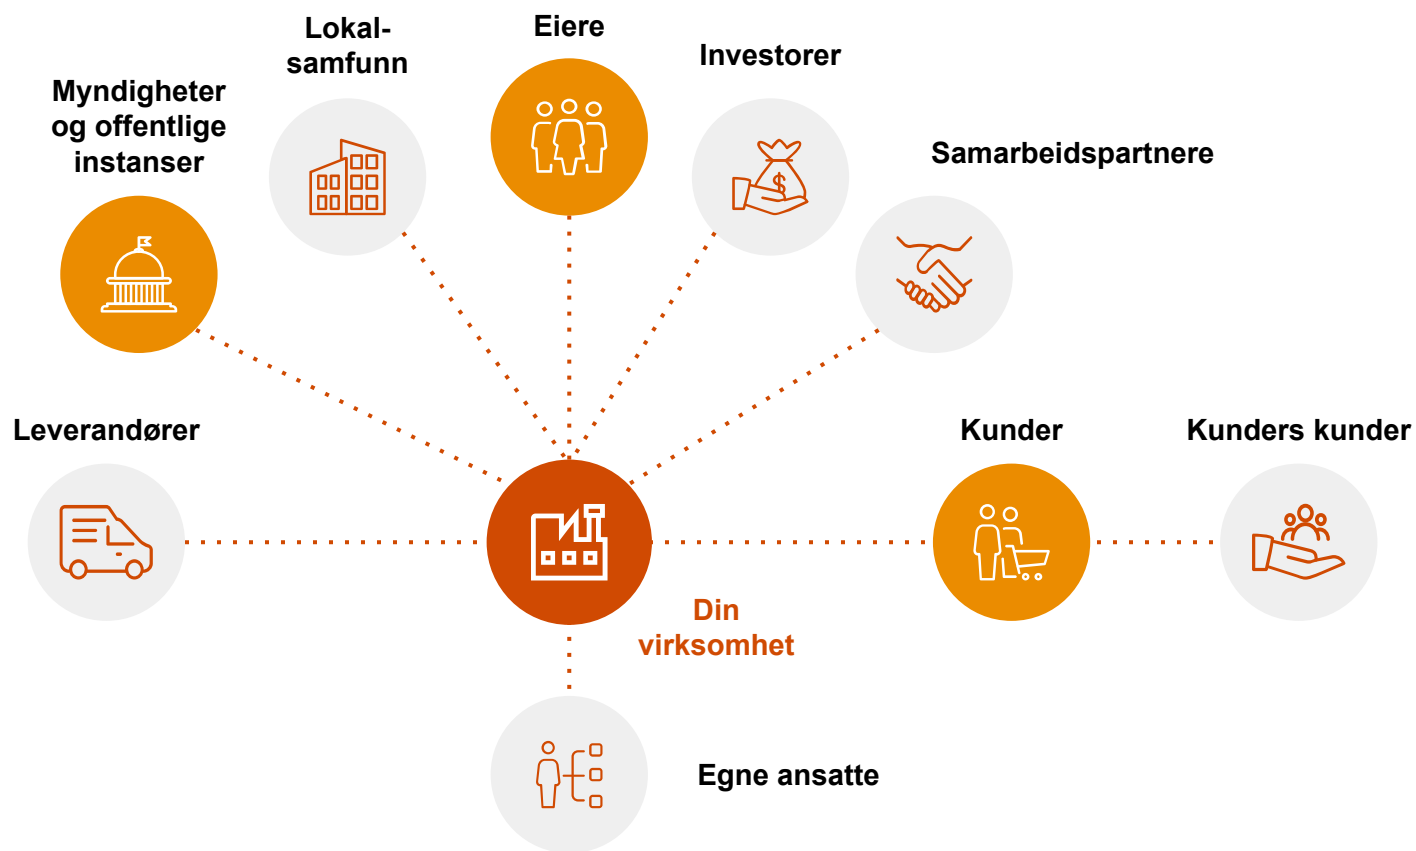 Lokal-
samfunn
Eiere
Investorer
Myndigheter
og offentlige
instanser
Samarbeidspartnere
Leverandører
Kunder
Kunders kunder
Din
virksomhet
Egne ansatte
$